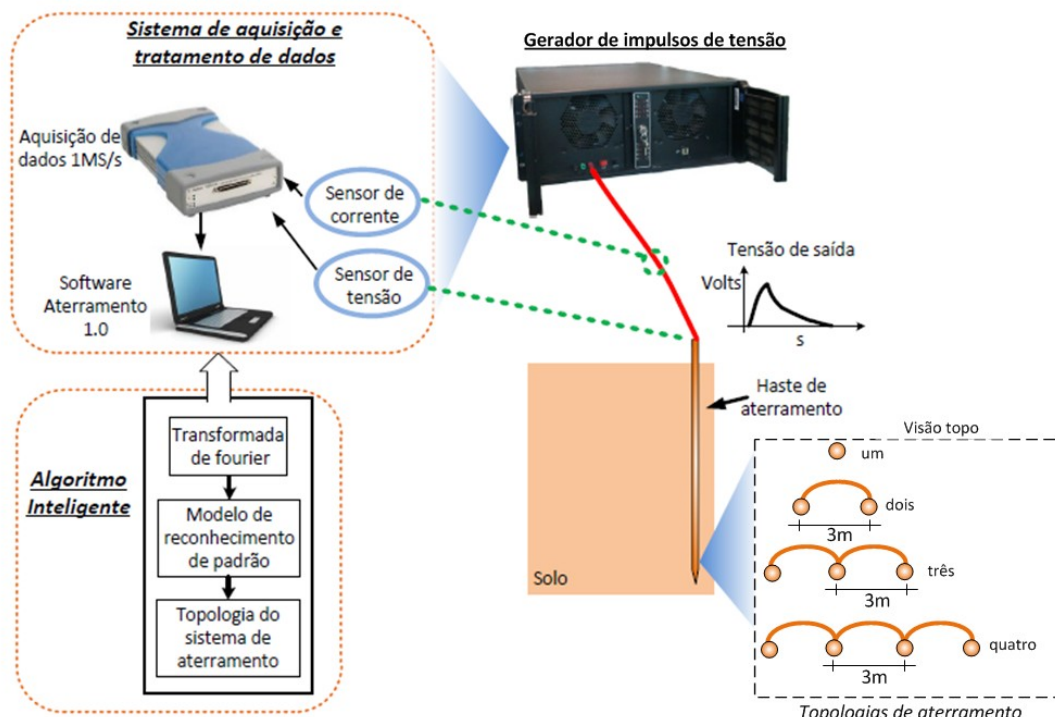 Sistema de aquisição e
tratamento de dados
Aquisição de
dados 1MS/s
Sensor de
corrente
Sensor de
tensão
Software
Aterramento
1.0
Gerador de impulsos de tensão
Tensão de saída
Volts
s
Haste de
aterramento
Solo
Algoritmo
Inteligente
Transformada
de fourier
Modelo de
reconhecimento
de padrão
Topologia do
sistema de
aterramento
Visão topo
um
dois
3m
três
3m
quatro
3m
Topologias de aterramento